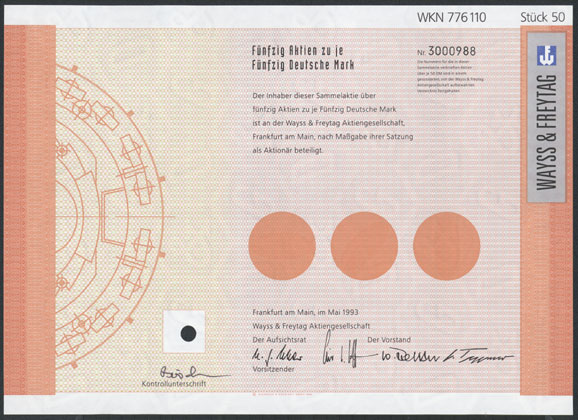 WKN 776 110 Stück 50
Fünfzig Aktien zu je
Fünfzig Deutsche Mark
Nr. 3000988
WAYSS & FREYTAG
Der Inhaber dieser Sammelaktie über
fünfzig Aktien zu je Fünfzig Deutsche Mark
ist an der Wayss & Freytag Aktiengesellschaft,
Frankfurt am Main, nach Maßgabe ihrer Satzung
als Aktionär beteiligt.
Frankfurt am Main, im Mai 1993
Wayss & Freytag Aktiengesellschaft
Der Aufsichtsrat Der Vorstand
Vorsitzender
Kontrollunterschrift